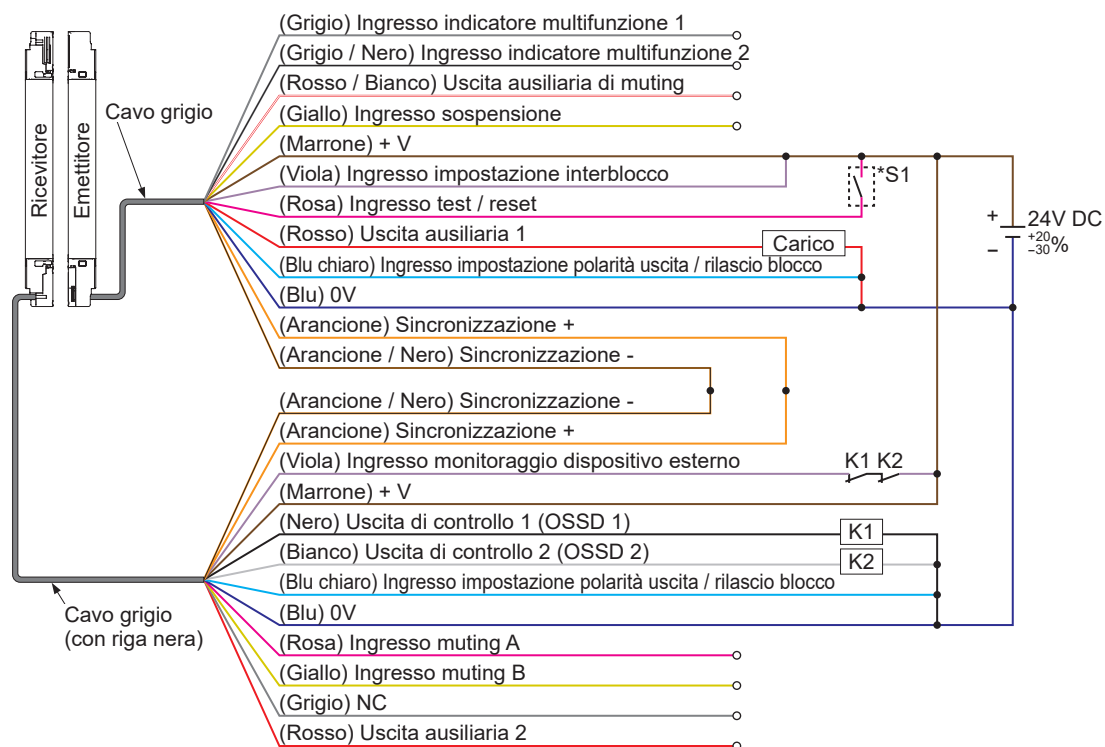 (Grigio) Ingresso indicatore multifunzione 1
(Grigio / Nero) Ingresso indicatore multifunzione 2
(Rosso / Bianco) Uscita ausiliaria di muting
Cavo grigio
(Giallo) Ingresso sospensione
Ricevitore
Emettitore
(Marrone) + V
(Viola) Ingresso impostazione interblocco
*S1
(Rosa) Ingresso test / reset
(Rosso) Uscita ausiliaria 1
Carico
+
24V DC
+20
–30%
−
(Blu chiaro) Ingresso impostazione polarità uscita / rilascio blocco
(Blu) 0V
(Arancione) Sincronizzazione +
(Arancione / Nero) Sincronizzazione -
(Arancione / Nero) Sincronizzazione -
(Arancione) Sincronizzazione +
(Viola) Ingresso monitoraggio dispositivo esterno
K1 K2
(Marrone) + V
(Nero) Uscita di controllo 1 (OSSD 1)
K1
(Bianco) Uscita di controllo 2 (OSSD 2)
K2
(Blu chiaro) Ingresso impostazione polarità uscita / rilascio blocco
(Blu) 0V
Cavo grigio
(con riga nera)
(Rosa) Ingresso muting A
(Giallo) Ingresso muting B
(Grigio) NC
(Rosso) Uscita ausiliaria 2